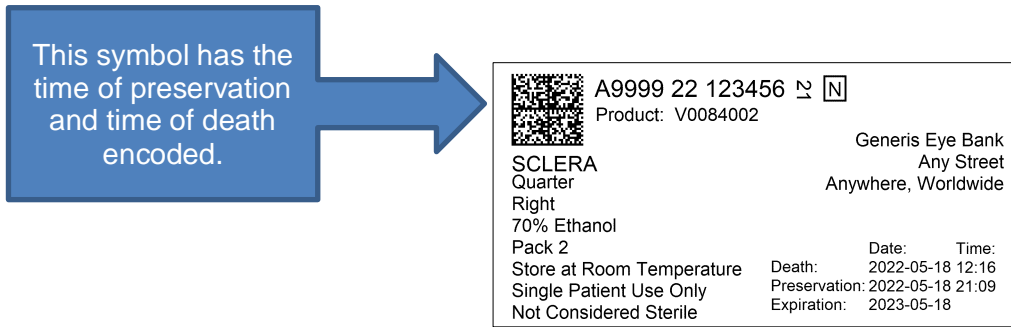 This symbol has the
time of preservation
and time of death
encoded.
A9999 22 123456 21 N
Product: V0084002
Generis Eye Bank
Any Street
Anywhere, Worldwide
SCLERA
Quarter
Right
70% Ethanol
Pack 2
Store at Room Temperature
Single Patient Use Only
Not Considered Sterile
Date: Time:
Death: 2022-05-18 12:16
Preservation: 2022-05-18 21:09
Expiration: 2023-05-18